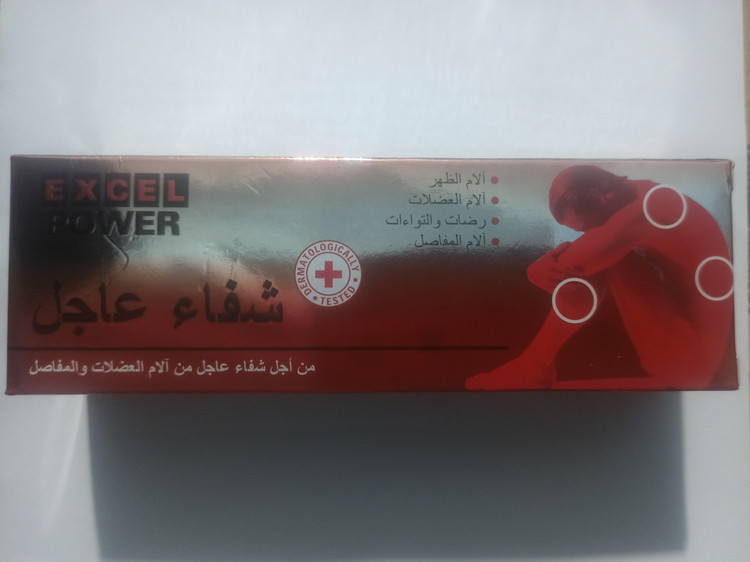 EXCEL
POWER
شفاء عاجل
من أجل شفاء عاجل من آلام العضلات والمفاصل
DERMATOLOGICALLY • TESTED •
آلام الظهر
آلام العضلات
رضات والتواءات
آلام المفاصل